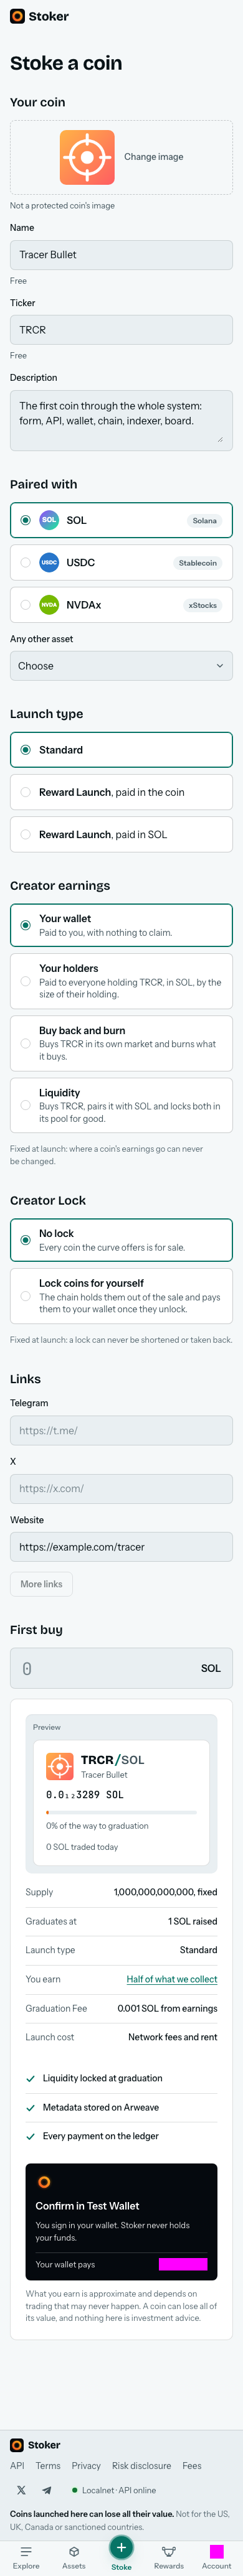 Stoker
Stoke a coin
Your coin
Change image
Not a protected coin's image
Name
Tracer Bullet
Free
Ticker
TRCR
Free
Description
The first coin through the whole system:
form, API, wallet, chain, indexer, board.
Paired with
SOL SOL Solana
USDC USDC Stablecoin
NVDA NVDAx xStocks
Any other asset
Choose
Launch type
Standard
Reward Launch, paid in the coin
Reward Launch, paid in SOL
Creator earnings
Your wallet
Paid to you, with nothing to claim.
Your holders
Paid to everyone holding TRCR, in SOL, by the
size of their holding.
Buy back and burn
Buys TRCR in its own market and burns what
it buys.
Liquidity
Buys TRCR, pairs it with SOL and locks both in
its pool for good.
Fixed at launch: where a coin's earnings go can never
be changed.
Creator Lock
No lock
Every coin the curve offers is for sale.
Lock coins for yourself
The chain holds them out of the sale and pays
them to your wallet once they unlock.
Fixed at launch: a lock can never be shortened or taken back.
Links
Telegram
https://t.me/
X
https://x.com/
Website
https://example.com/tracer
More links
First buy
0 SOL
Preview
TRCR/SOL
Tracer Bullet
0.0₁₂3289 SOL
0% of the way to graduation
0 SOL traded today
Supply 1,000,000,000,000, fixed
Graduates at 1 SOL raised
Launch type Standard
You earn Half of what we collect
Graduation Fee 0.001 SOL from earnings
Launch cost Network fees and rent
Liquidity locked at graduation
Metadata stored on Arweave
Every payment on the ledger
Confirm in Test Wallet
You sign in your wallet. Stoker never holds
your funds.
Your wallet pays
What you earn is approximate and depends on
trading that may never happen. A coin can lose all of
its value, and nothing here is investment advice.
Stoker
API Terms Privacy Risk disclosure Fees
Localnet · API online
Coins launched here can lose all their value. Not for the US,
UK, Canada or sanctioned countries.
Explore Assets Stoke Rewards Account